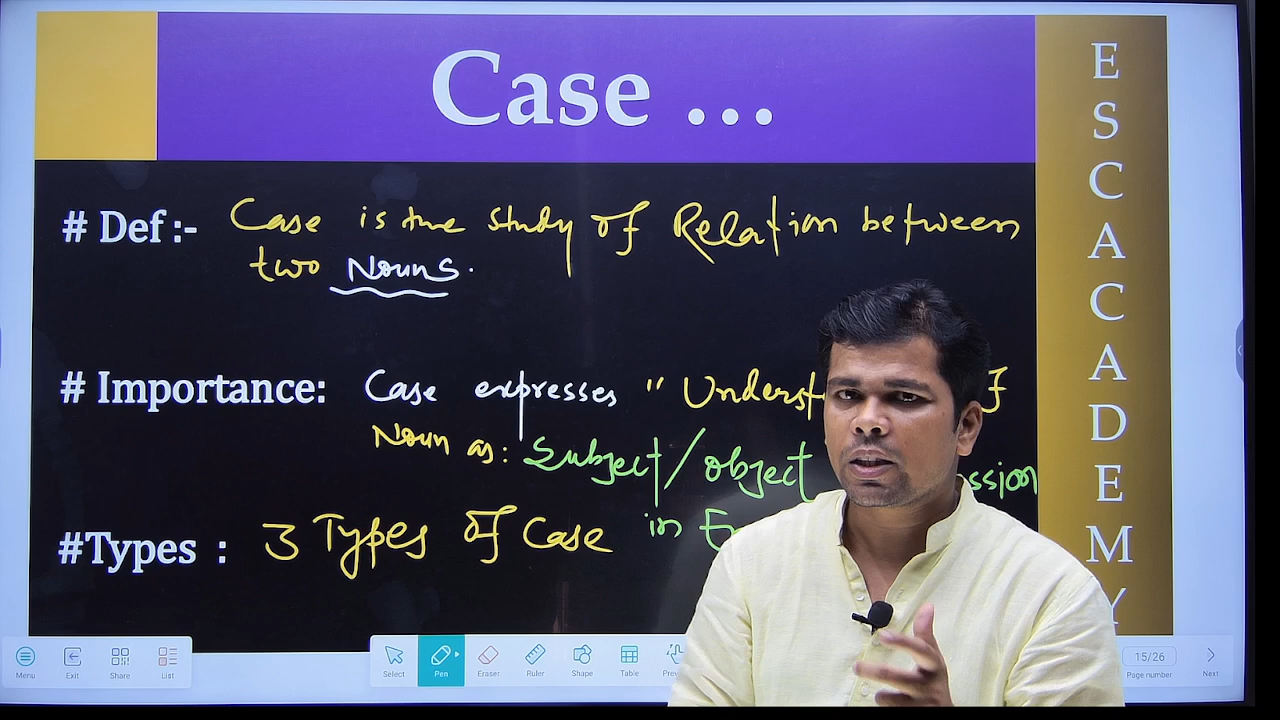 Case ...
# Def :- Case is the study of Relation between
two Nouns.
# Importance: Case expresses "
Noun as: Subject/object
in
#Types : 3 Types of Case
ESCACADEMY
Menu
Exit
Share
List
Select
Pen
Eraser
Ruler
Shape
Table
15/26
Page number
Next